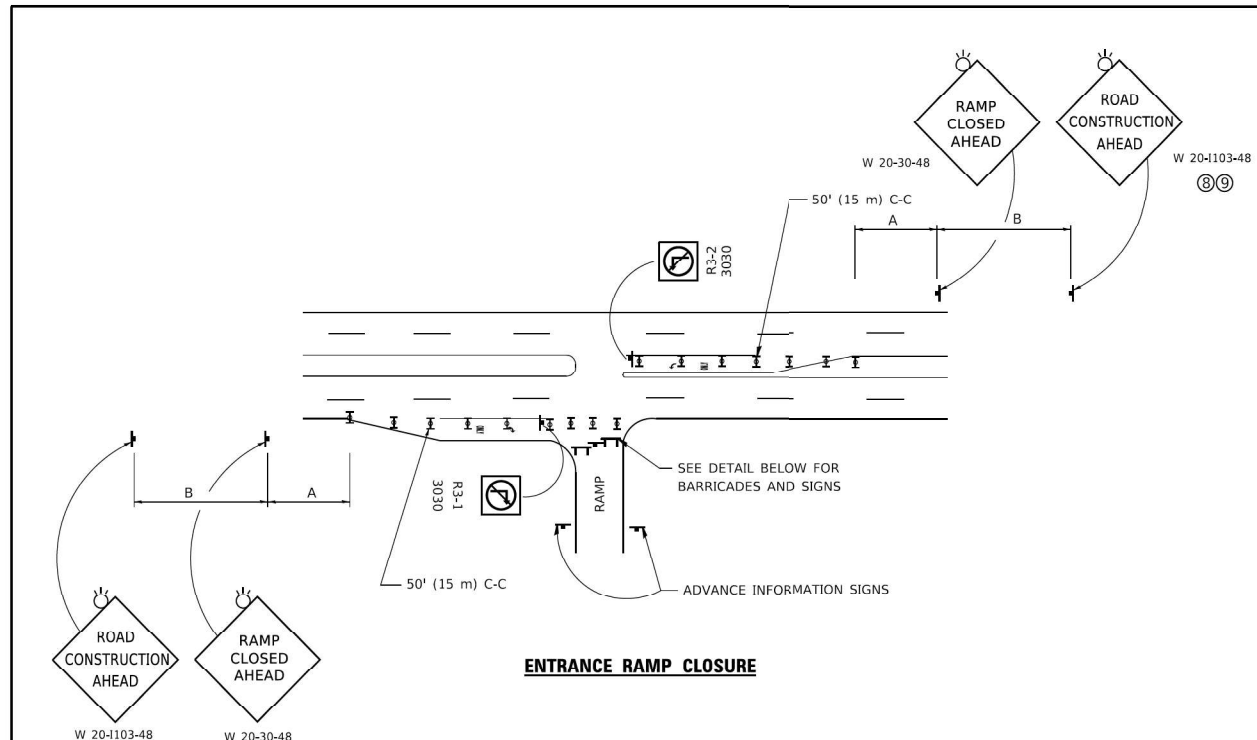 RAMP
CLOSED
AHEAD
W 20-30-48
ROAD
CONSTRUCTION
AHEAD
W 20-I103-48
⑧⑨
50' (15 m) C-C
A
B
R3-2
3030
B
A
R3-1
3030
RAMP
SEE DETAIL BELOW FOR
BARRICADES AND SIGNS
50' (15 m) C-C
ADVANCE INFORMATION SIGNS
ROAD
CONSTRUCTION
AHEAD
W 20-I103-48
RAMP
CLOSED
AHEAD
W 20-30-48
ENTRANCE RAMP CLOSURE